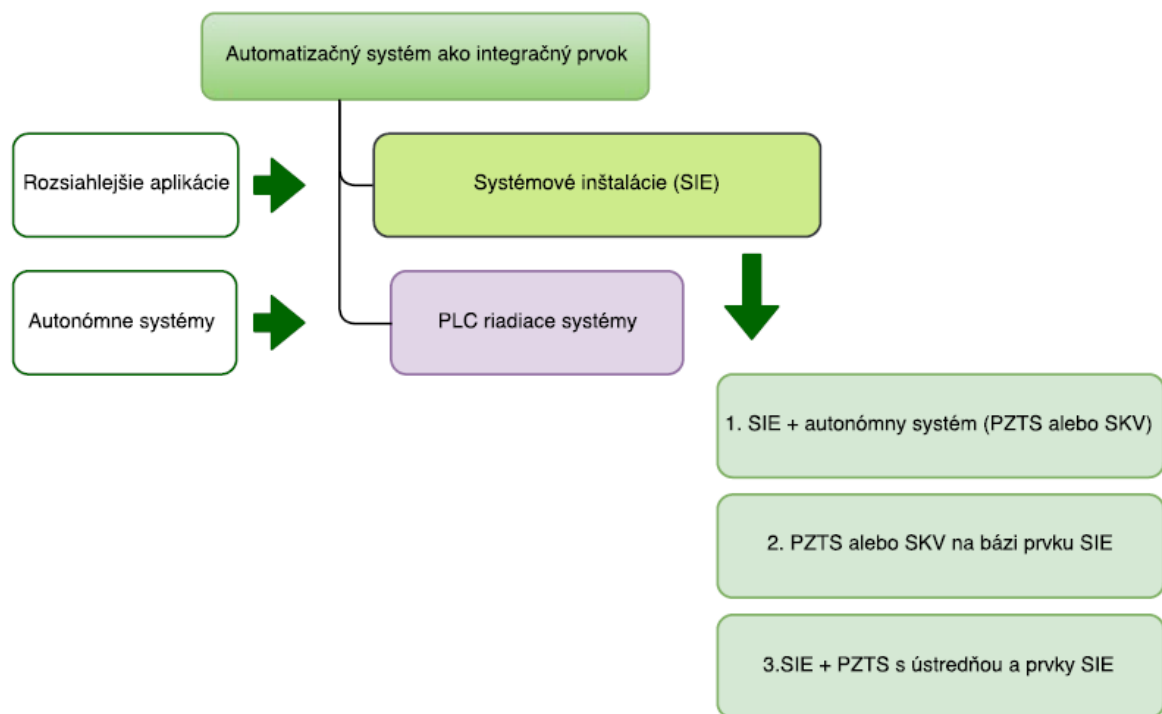 Automatizačný systém ako integračný prvok
Rozsiahlejšie aplikácie
Systémové inštalácie (SIE)
Autonómne systémy
PLC riadiace systémy
1. SIE + autonómny systém (PZTS alebo SKV)
2. PZTS alebo SKV na bázi prvku SIE
3.SIE + PZTS s ústredňou a prvky SIE